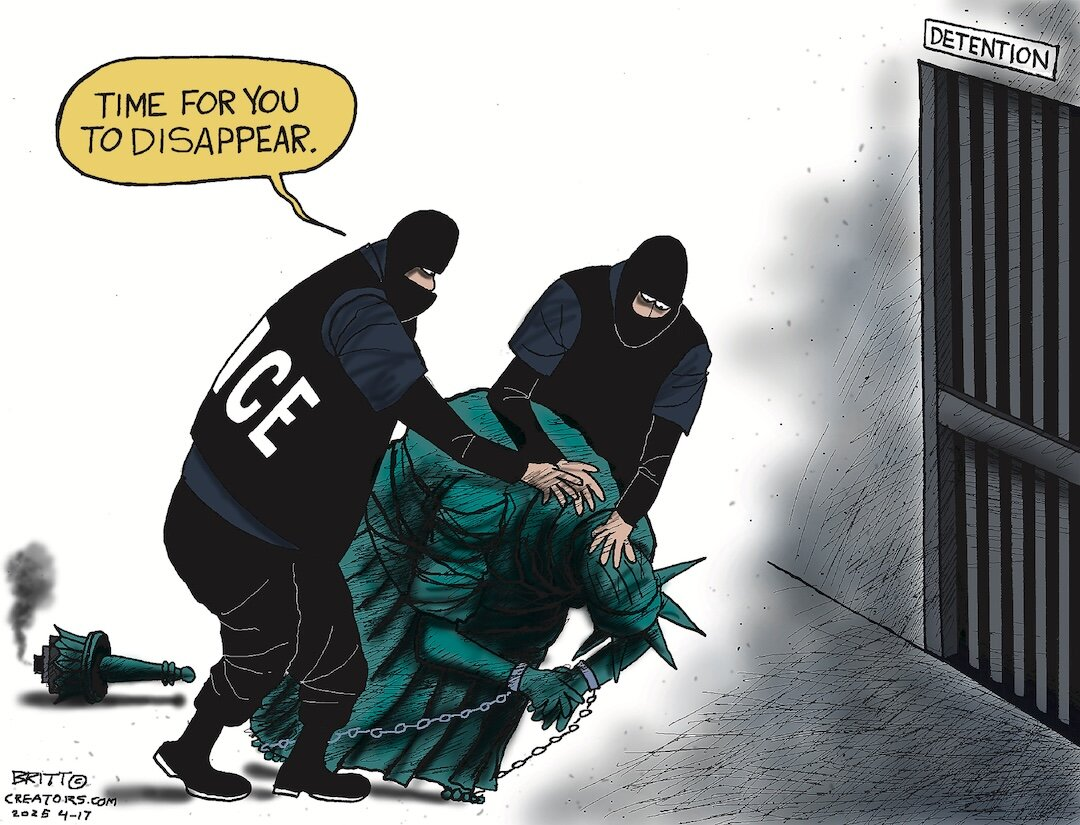 DETENTION
TIME FOR YOU
TO DISAPPEAR.
ICE
BRITT©
CREATORS.COM
2025 4-17